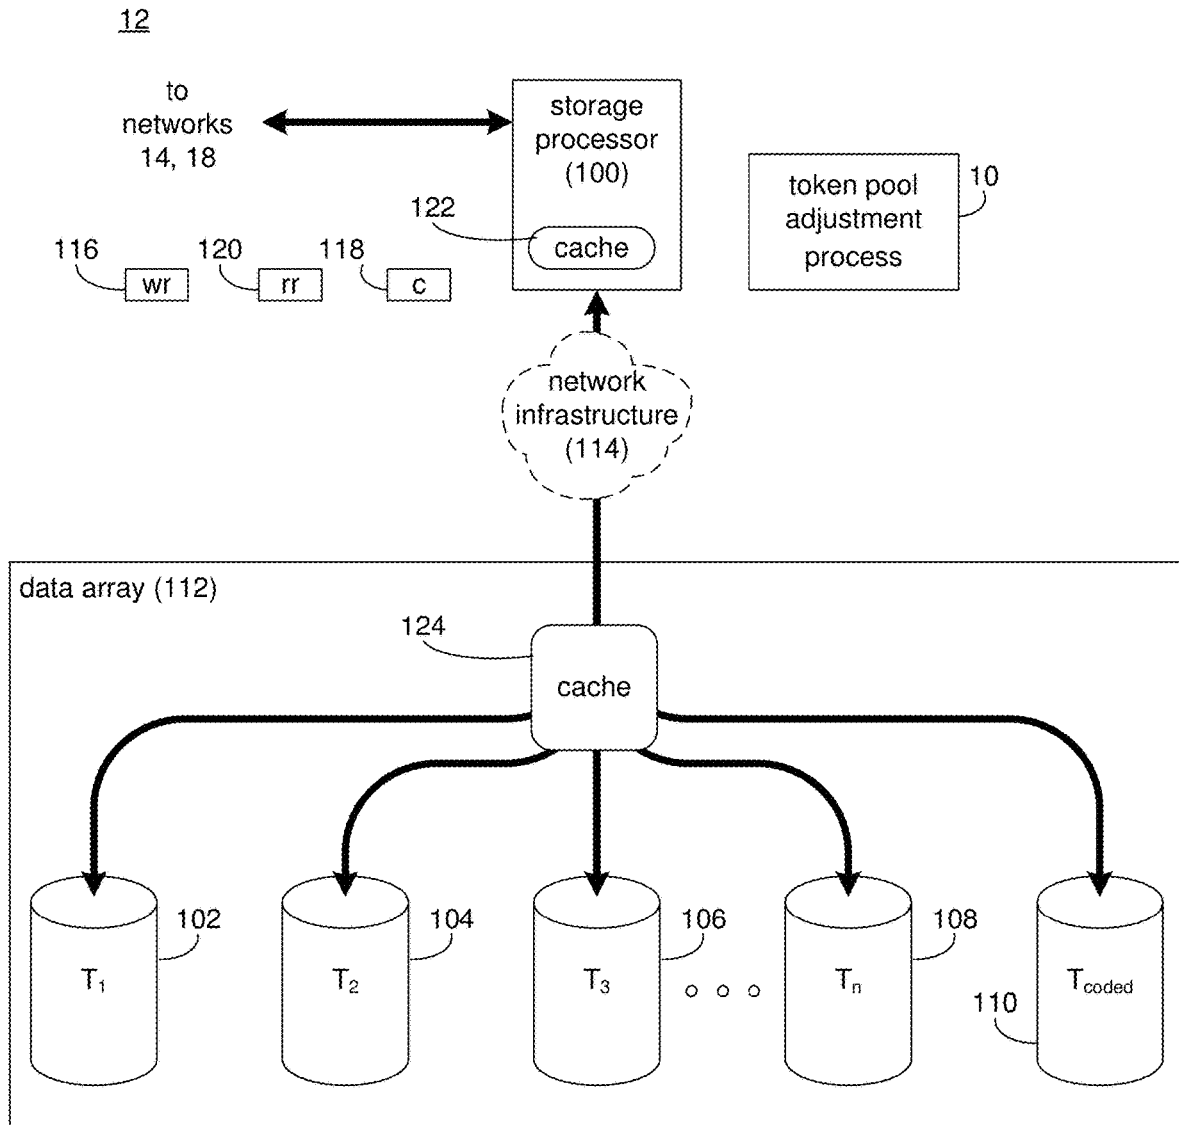 12
to
networks
14, 18
storage
processor
(100)
122
cache
token pool
adjustment
process
10
116
wr
120
rr
118
c
network
infrastructure
(114)
data array (112)
124
cache
102
T1
104
T2
106
T3
108
Tn
110
Tcoded